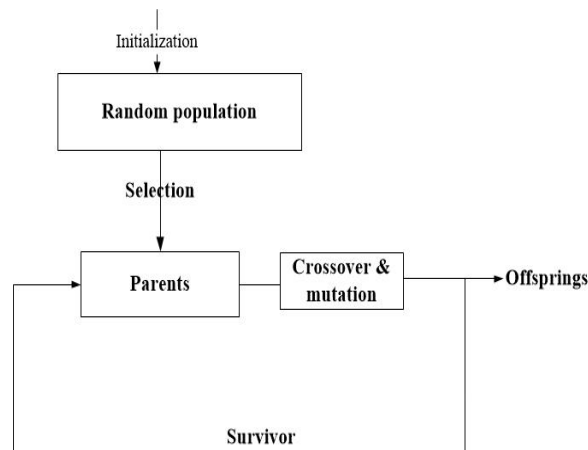 Initialization
Random population
Selection
Parents
Crossover &
mutation
Offsprings
Survivor